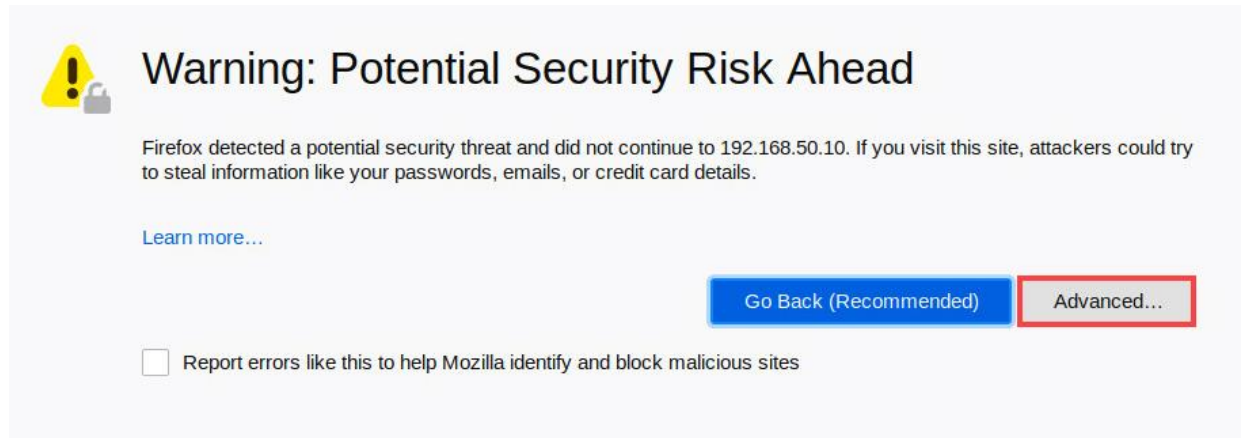 Warning: Potential Security Risk Ahead
Firefox detected a potential security threat and did not continue to 192.168.50.10. If you visit this site, attackers could try
to steal information like your passwords, emails, or credit card details.
Learn more…
Go Back (Recommended)
Advanced…
Report errors like this to help Mozilla identify and block malicious sites